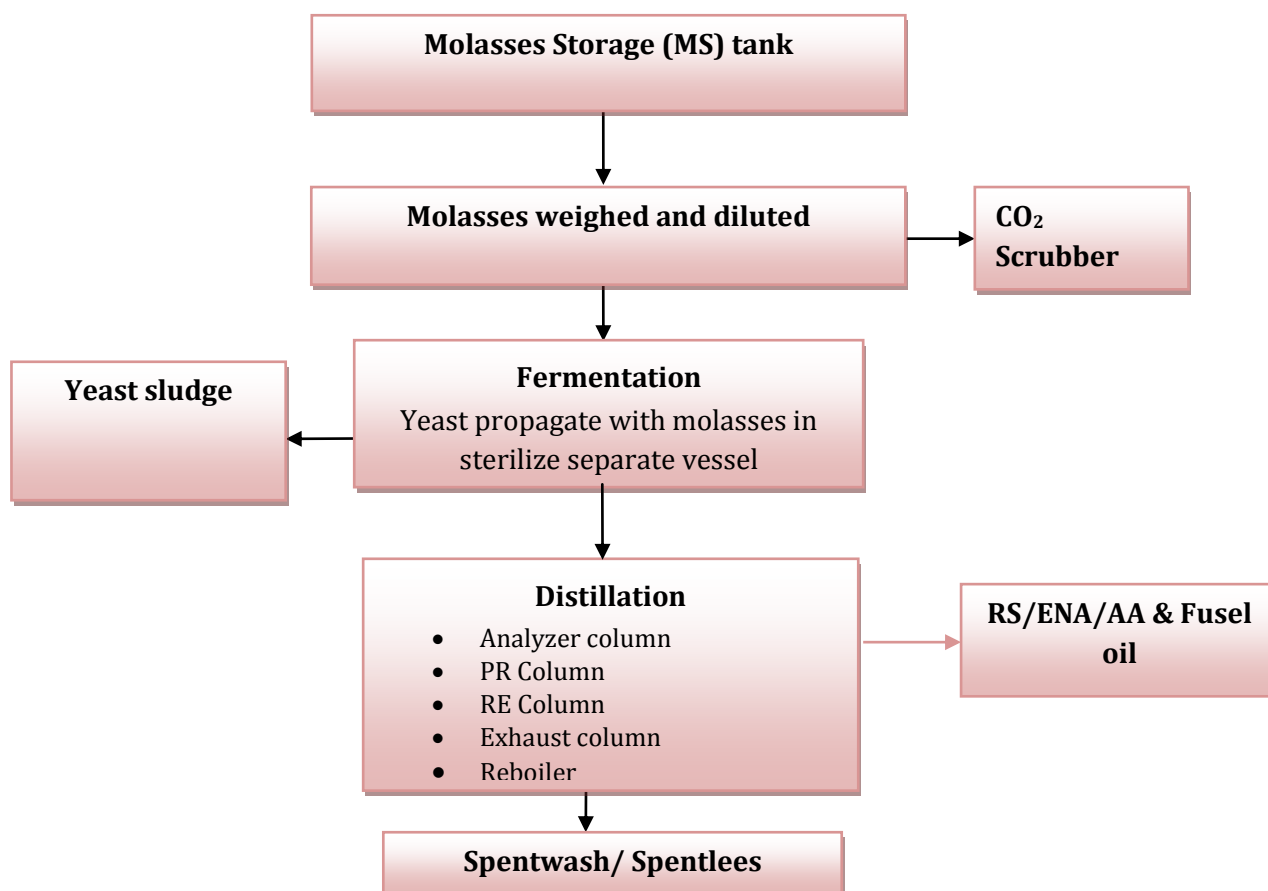 Molasses Storage (MS) tank
Molasses weighed and diluted
CO₂
Scrubber
Yeast sludge
Fermentation
Yeast propagate with molasses in
sterilize separate vessel
Distillation
• Analyzer column
• PR Column
• RE Column
• Exhaust column
• Reboiler
RS/ENA/AA & Fusel
oil
Spentwash/ Spentlees